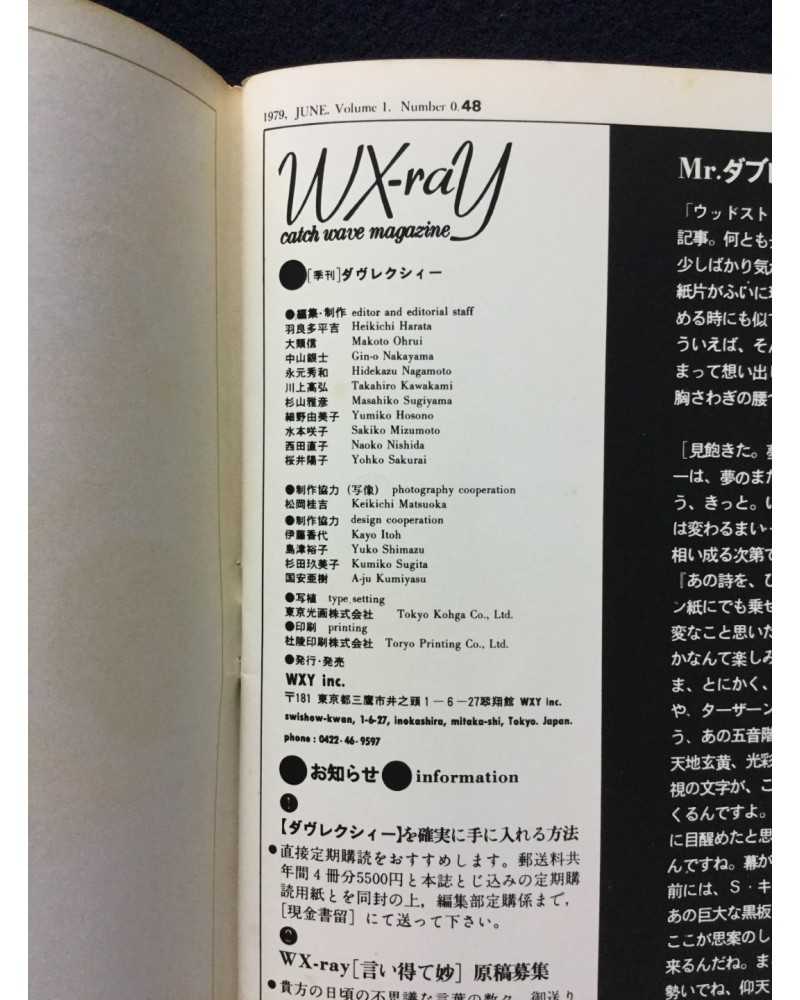 1979, JUNE. Volume 1. Number 0.48
WX-raY
catch wave magazine
●[季刊]ダヴレクシィー
●編集・制作 editor and editorial staff
羽良多平吉 Heikichi Harata
大類信 Makoto Ohrui
中山銀士 Gin-o Nakayama
永元秀和 Hidekazu Nagamoto
川上高弘 Takahiro Kawakami
杉山雅彦 Masahiko Sugiyama
細野由美子 Yumiko Hosono
水本咲子 Sakiko Mizumoto
西田直子 Naoko Nishida
桜井陽子 Yohko Sakurai
●制作協力 (写像) photography cooperation
松岡桂吉 Keikichi Matsuoka
●制作協力 design cooperation
伊藤香代 Kayo Itoh
島津裕子 Yuko Shimazu
杉田玖美子 Kumiko Sugita
国安亜樹 A-ju Kumiyasu
●写植 type setting
東京光画株式会社 Tokyo Kohga Co., Ltd.
●印刷 printing
杜陵印刷株式会社 Toryo Printing Co., Ltd.
●発行・発売
WXY inc.
〒181 東京都三鷹市井之頭1-6-27琴翔館 WXY inc.
swishow-kwan, 1-6-27, inokashira, mitaka-shi, Tokyo. Japan.
phone : 0422-46-9597
●お知らせ●information
❶
【ダヴレクシィー】を確実に手に入れる方法
●直接定期購読をおすすめします。郵送料共
年間4冊分5500円と本誌とじ込みの定期購
読用紙とを同封の上, 編集部定購係まで,
[現金書留] にて送って下さい。
❷
WX-ray[言い得て妙] 原稿募集
●貴方の日頃の不思議な言葉の数々、御送り
Mr.ダブ
「ウッドスト
記事。何とも
少しばかり気
紙片がふいに
める時にも似
ういえば、そん
まって想い出し
胸さわぎの腰
[見飽きた。
一は、夢のまた
う、きっと。
は変わるまい
相い成る次第で
『あの詩を、ひ
ン紙にでも乗せ
変なこと思いた
かなんて楽しみ
ま、とにかく、
や、ターザーン
う、あの五音階
天地玄黄、光彩
視の文字が、こ
くるんですよ。
に目醒めたと思
んですね。幕が
前には、S・キ
あの巨大な黒板
ここが思案のし
来るんだね。ま
勢いでね、仰天